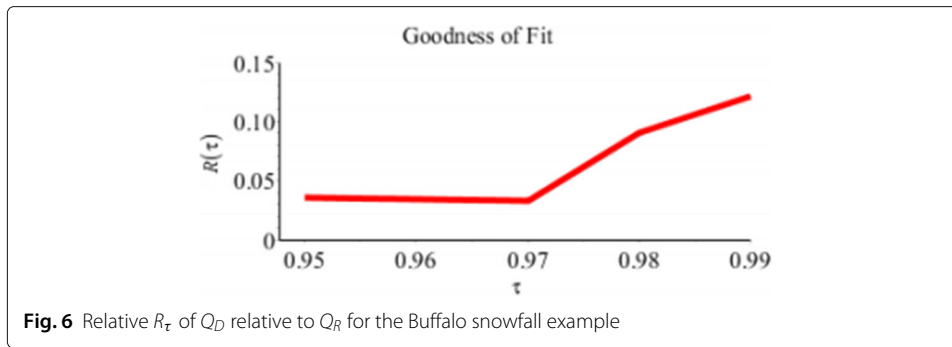 Goodness of Fit
0.15
0.10
0.05
0
R(τ)
0.95 0.96 0.97 0.98 0.99
τ
Fig. 6 Relative Rτ of QD relative to QR for the Buffalo snowfall example